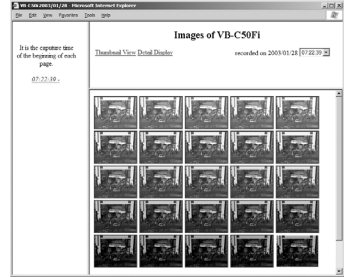 VB-C50i:2003/01/28 - Microsoft Internet Explorer
File Edit View Favorites Tools Help
It is the capriture time
of the beginning of each
page.
07:22:39 -
Images of VB-C50Fi
Thumbnail View Detail Display
recorded on 2003/01/28 07:22:39